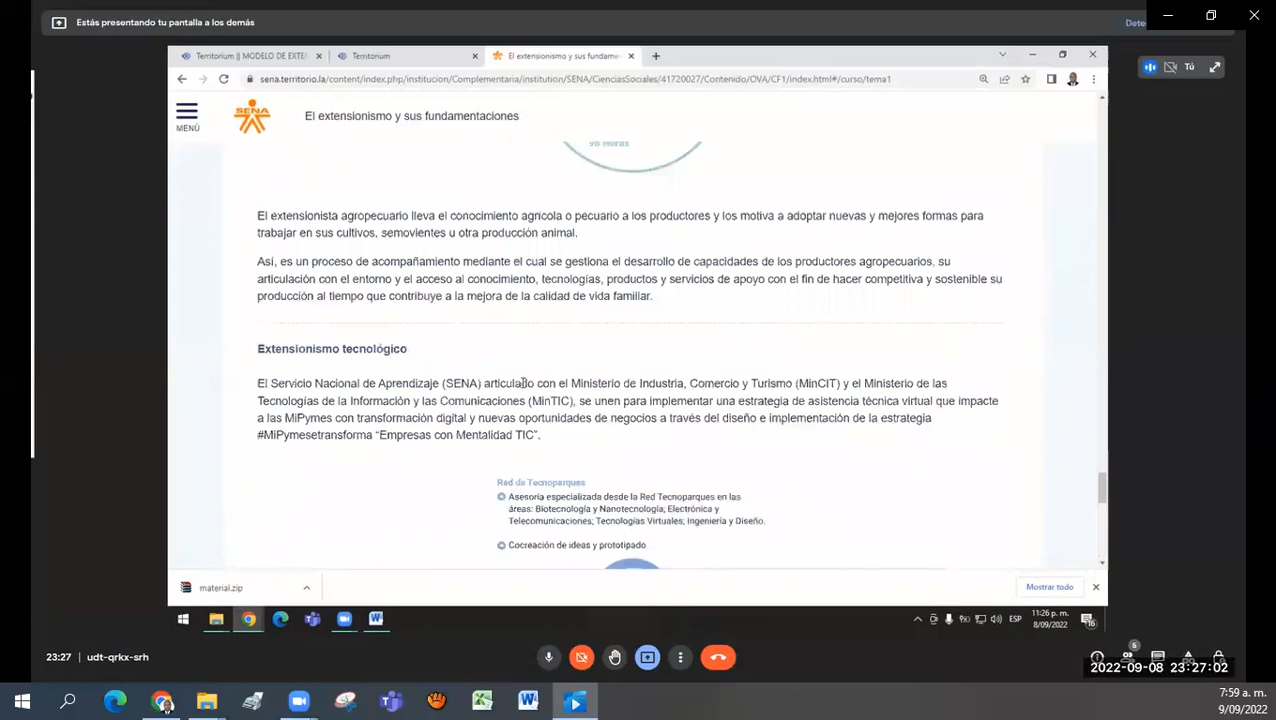 Estás presentando tu pantalla a los demás
Territorium || MODELO DE EXTE
Territorium
El extensionismo y sus fundamen
sena.territorio.la/content/index.php/institucion/Complementaria/institution/SENA/CienciasSociales/41720027/Contenido/OVA/CF1/index.html#/curso/tema1
Tú
MENÚ
SENA
El extensionismo y sus fundamentaciones
96 Horas
El extensionista agropecuario lleva el conocimiento agrícola o pecuario a los productores y los motiva a adoptar nuevas y mejores formas para
trabajar en sus cultivos, semovientes u otra producción animal.
Así, es un proceso de acompañamiento mediante el cual se gestiona el desarrollo de capacidades de los productores agropecuarios, su
articulación con el entorno y el acceso al conocimiento, tecnologías, productos y servicios de apoyo con el fin de hacer competitiva y sostenible su
producción al tiempo que contribuye a la mejora de la calidad de vida familiar.
Extensionismo tecnológico
El Servicio Nacional de Aprendizaje (SENA) articulado con el Ministerio de Industria, Comercio y Turismo (MinCIT) y el Ministerio de las
Tecnologías de la Información y las Comunicaciones (MinTIC), se unen para implementar una estrategia de asistencia técnica virtual que impacte
a las MiPymes con transformación digital y nuevas oportunidades de negocios a través del diseño e implementación de la estrategia
#MiPymesetransforma “Empresas con Mentalidad TIC”.
Red de Tecnoparques
Asesoría especializada desde la Red Tecnoparques en las
áreas: Biotecnología y Nanotecnología; Electrónica y
Telecomunicaciones; Tecnologías Virtuales; Ingeniería y Diseño.
Cocreación de ideas y prototipado
material.zip
Mostrar todo
ESP
11:26 p. m.
8/09/2022
16
23:27
udt-qrkx-srh
2022-09-08 23:27:02
7:59 a. m.
9/09/2022